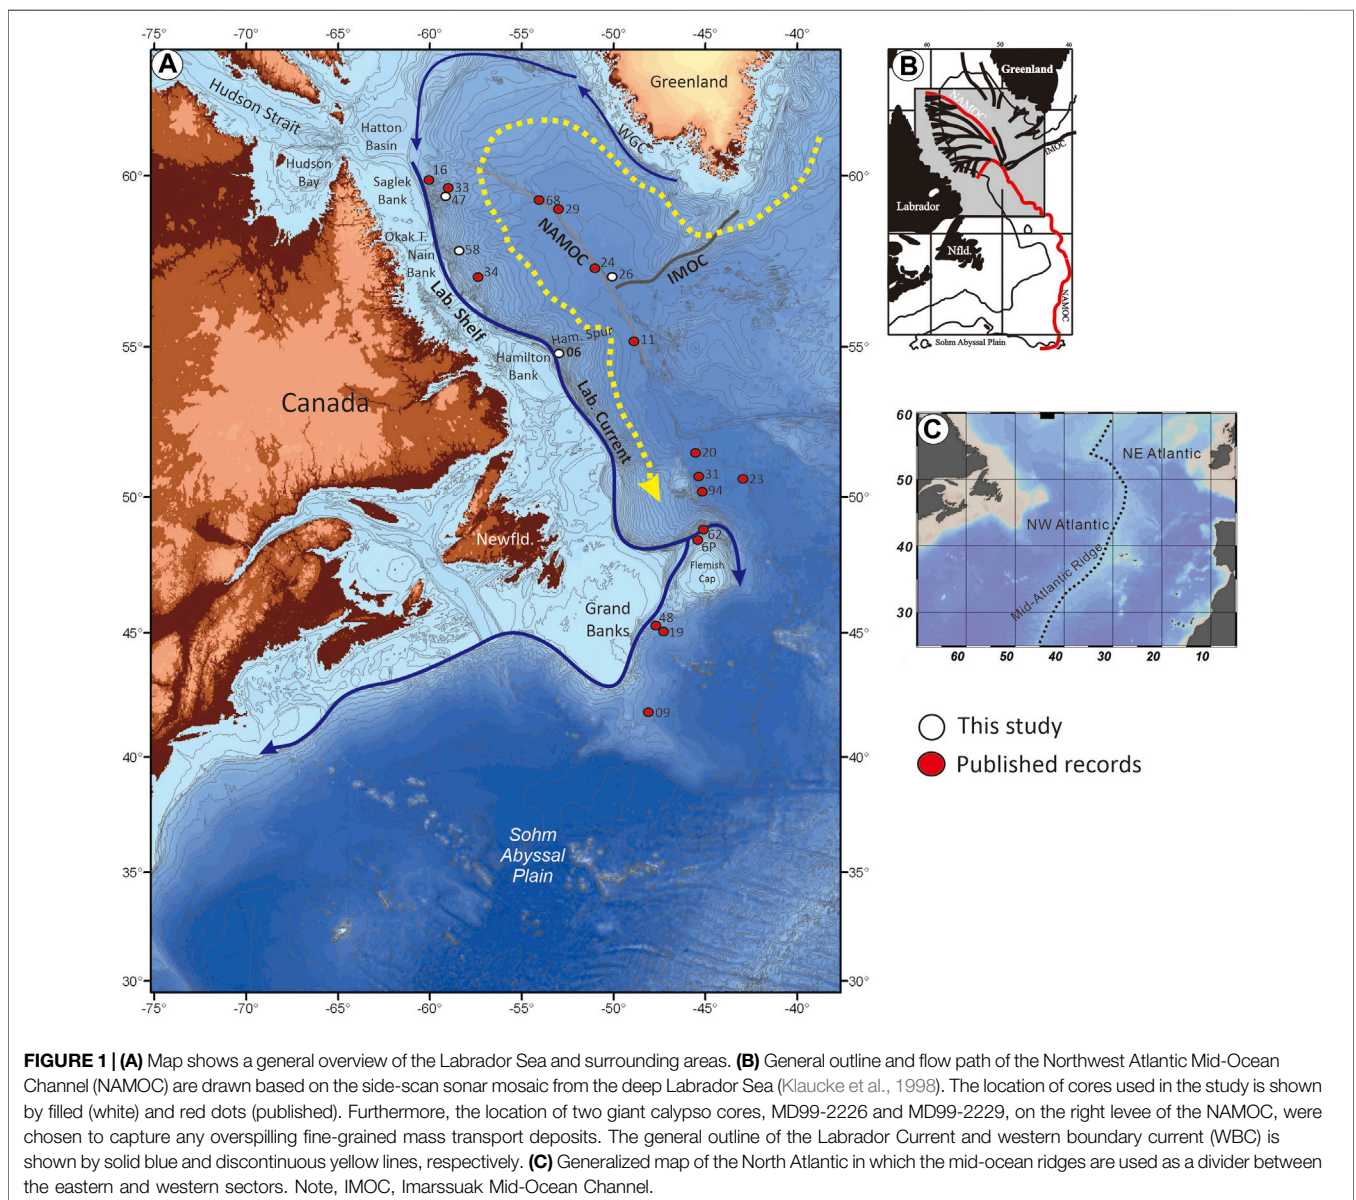 -75°
-70°
-65°
-60°
-55°
-50°
-45°
-40°
A
Greenland
Hudson Strait
Hatton
Basin
WGC
Hudson
Bay
60°
60°
16
33
47
Saglek
Bank
68
29
NAMOC
Okak T.
58
Nain
Bank
34
24
26
IMOC
Lab. Shelf
Ham. Spur
11
55°
55°
06
Hamilton
Bank
Canada
Lab. Current
20
31
23
94
50°
50°
Newfld.
62
6P
Flemish
Cap
Grand
Banks
48
19
45°
45°
09
40°
40°
Sohm
Abyssal
Plain
35°
35°
30°
30°
-75°
-70°
-65°
-60°
-55°
-50°
-45°
-40°
60
50
40
B
Greenland
NAMOC
IMOC
Labrador
Nfld.
NAMOC
Sohm Abyssal Plain
60
C
NE Atlantic
50
NW Atlantic
40
Mid-Atlantic Ridge
30
60
50
40
30
20
10
This study
Published records
FIGURE 1 | (A) Map shows a general overview of the Labrador Sea and surrounding areas. (B) General outline and flow path of the Northwest Atlantic Mid-Ocean
Channel (NAMOC) are drawn based on the side-scan sonar mosaic from the deep Labrador Sea (Klaucke et al., 1998). The location of cores used in the study is shown
by filled (white) and red dots (published). Furthermore, the location of two giant calypso cores, MD99-2226 and MD99-2229, on the right levee of the NAMOC, were
chosen to capture any overspilling fine-grained mass transport deposits. The general outline of the Labrador Current and western boundary current (WBC) is
shown by solid blue and discontinuous yellow lines, respectively. (C) Generalized map of the North Atlantic in which the mid-ocean ridges are used as a divider between
the eastern and western sectors. Note, IMOC, Imarssuak Mid-Ocean Channel.